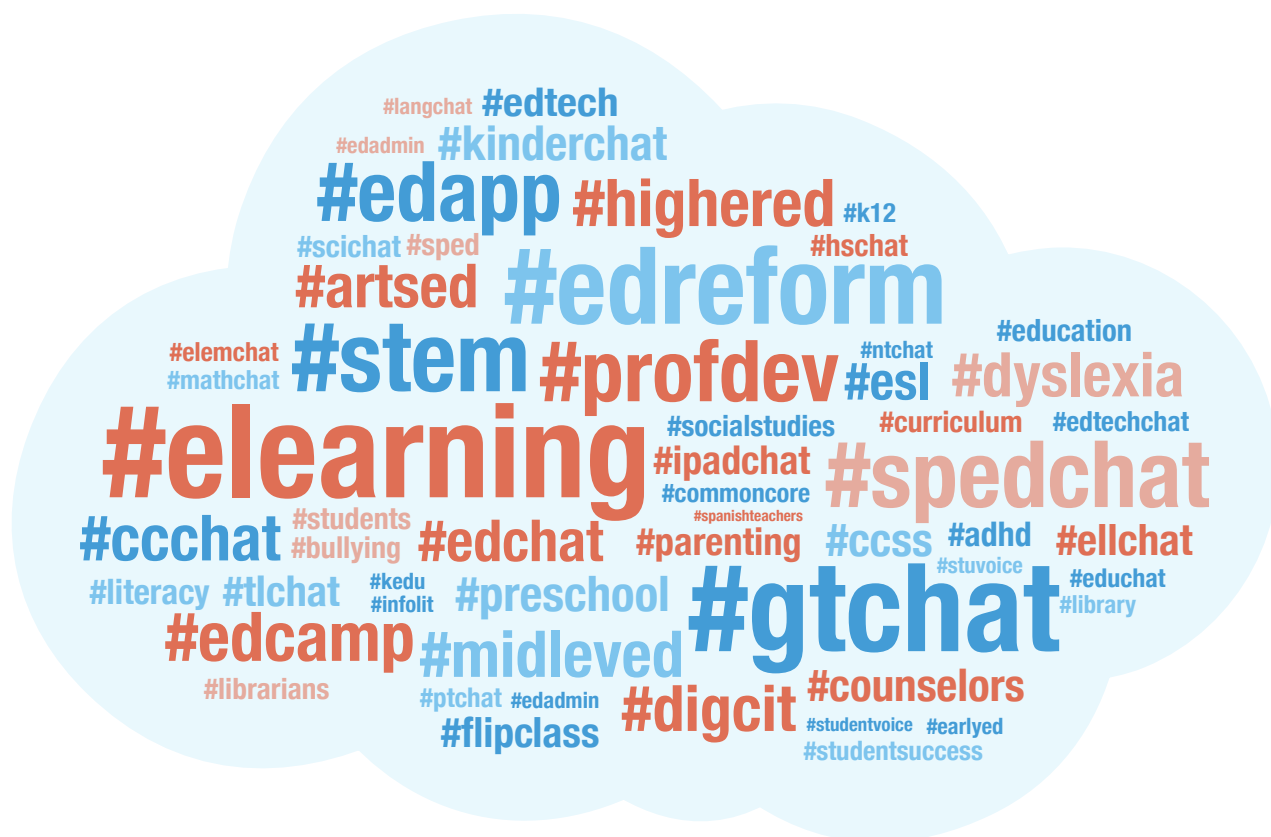 #langchat #edtech
#edadmin #kinderchat
#edapp #highered #k12
#scichat #sped #hschat
#artsed #edreform
#education
#elemchat #stem #profdev #ntchat
#mathchat #esl #dyslexia
#elearning #socialstudies #curriculum #edtechchat
#ipadchat #spedchat
#commoncore
#spanishteachers
#ccchat #students #edchat #parenting #ccss #adhd #ellchat
#bullying #stuvoice
#literacy #tlchat #kedu #preschool #gtchat #educhat
#infolit #library
#edcamp #midleved
#librarians #ptchat #edadmin #digcit #counselors
#flipclass #studentvoice #earlyed
#studentsuccess